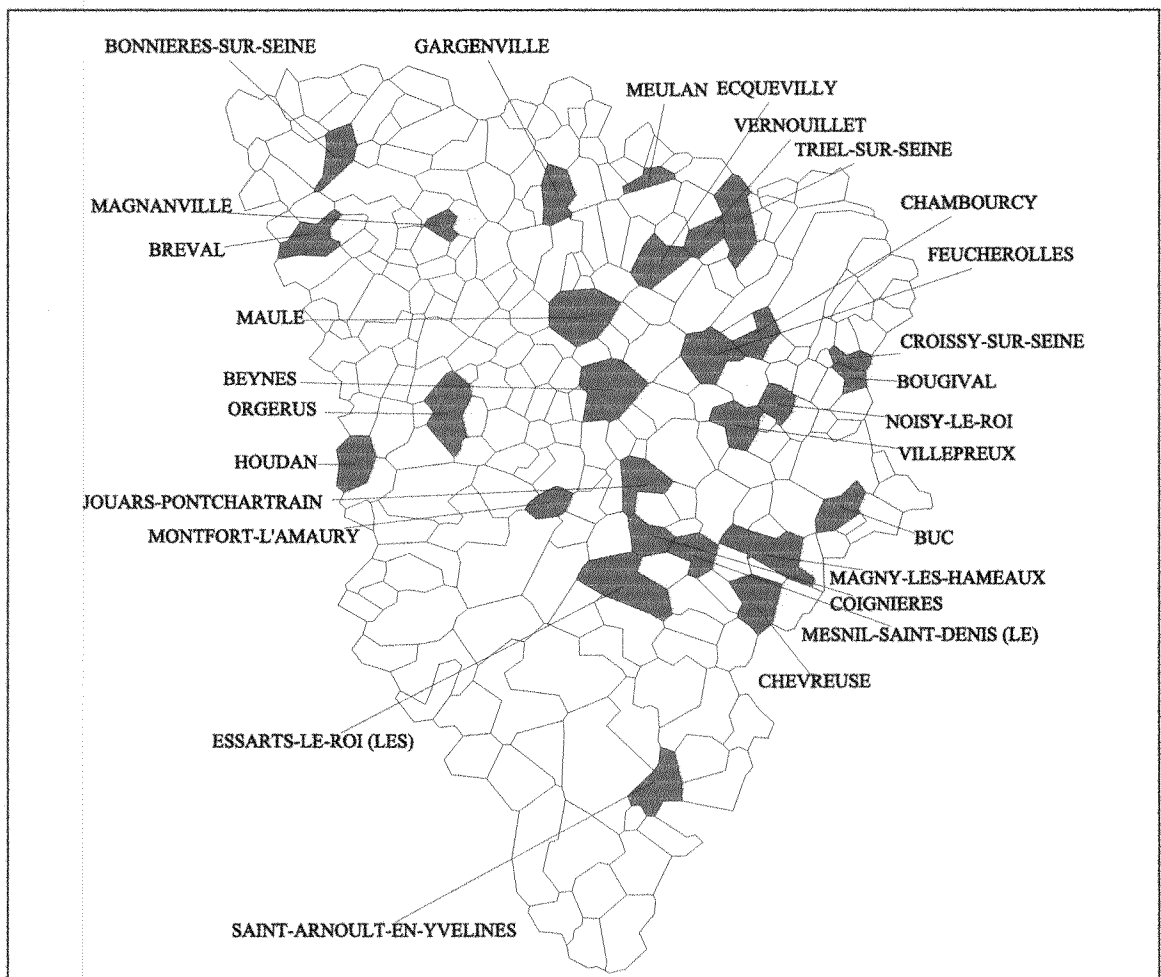 BONNIERES-SUR-SEINE
GARGENVILLE
MEULAN
ECQUEVILLY
VERNOUILLET
TRIEL-SUR-SEINE
CHAMBOURCY
MAGNANVILLE
BREVAL
FEUCHEROLLES
MAULE
CROISSY-SUR-SEINE
BEYNES
BOUGIVAL
ORGERUS
NOISY-LE-ROI
VILLEPREUX
HOUDAN
JOUARS-PONTCHARTRAIN
MONTFORT-L'AMAURY
BUC
MAGNY-LES-HAMEAUX
COIGNIERES
MESNIL-SAINT-DENIS (LE)
CHEVREUSE
ESSARTS-LE-ROI (LES)
SAINT-ARNOULT-EN-YVELINES